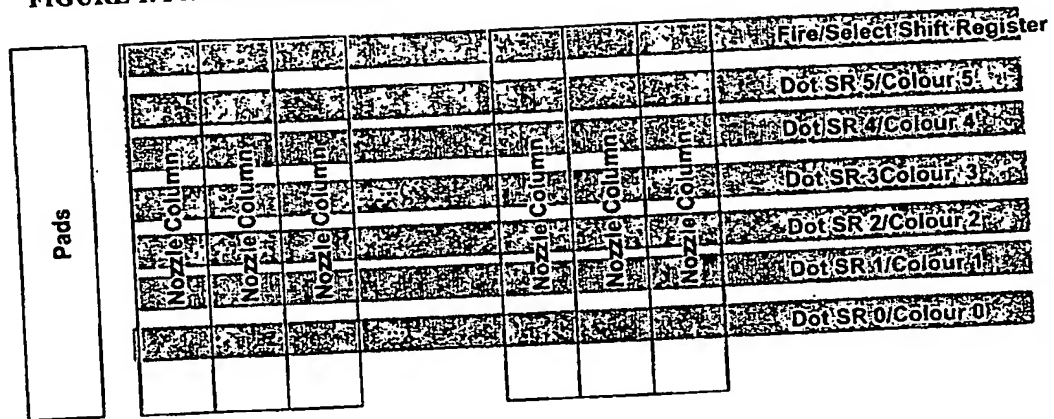 Fire/Select Shift Register
Dot SR 5/Colour 5
Dot SR 4/Colour 4
Dot SR 3Colour 3
Dot SR 2/Colour 2
Dot SR 1/Colour 1
Dot SR 0/Colour 0
Pads
Nozzle Column
Nozzle Column
Nozzle Column
Nozzle Column
Nozzle Column
Nozzle Column